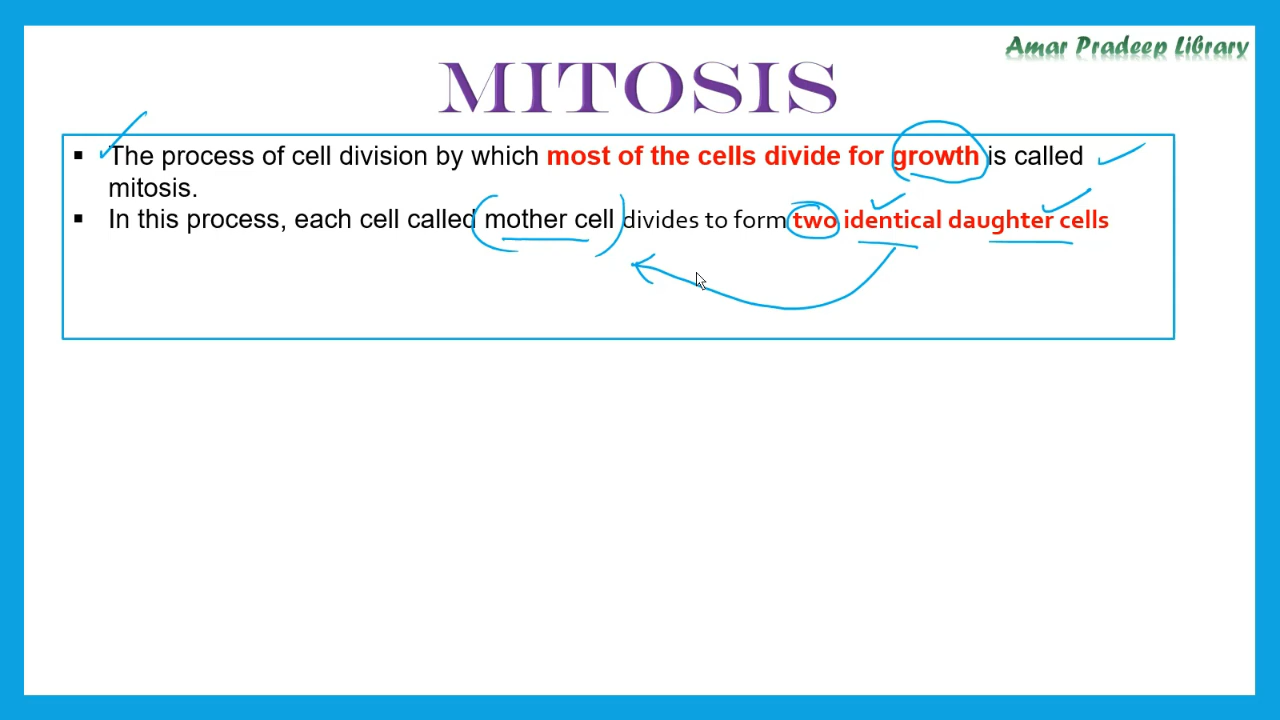 Amar Pradeep Library
MITOSIS
▪ The process of cell division by which most of the cells divide for growth is called
mitosis.
▪ In this process, each cell called mother cell divides to form two identical daughter cells